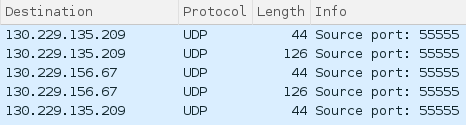 Destination Protocol Length Info
130.229.135.209 UDP 44 Source port: 55555
130.229.135.209 UDP 126 Source port: 55555
130.229.156.67 UDP 44 Source port: 55555
130.229.156.67 UDP 126 Source port: 55555
130.229.135.209 UDP 44 Source port: 55555